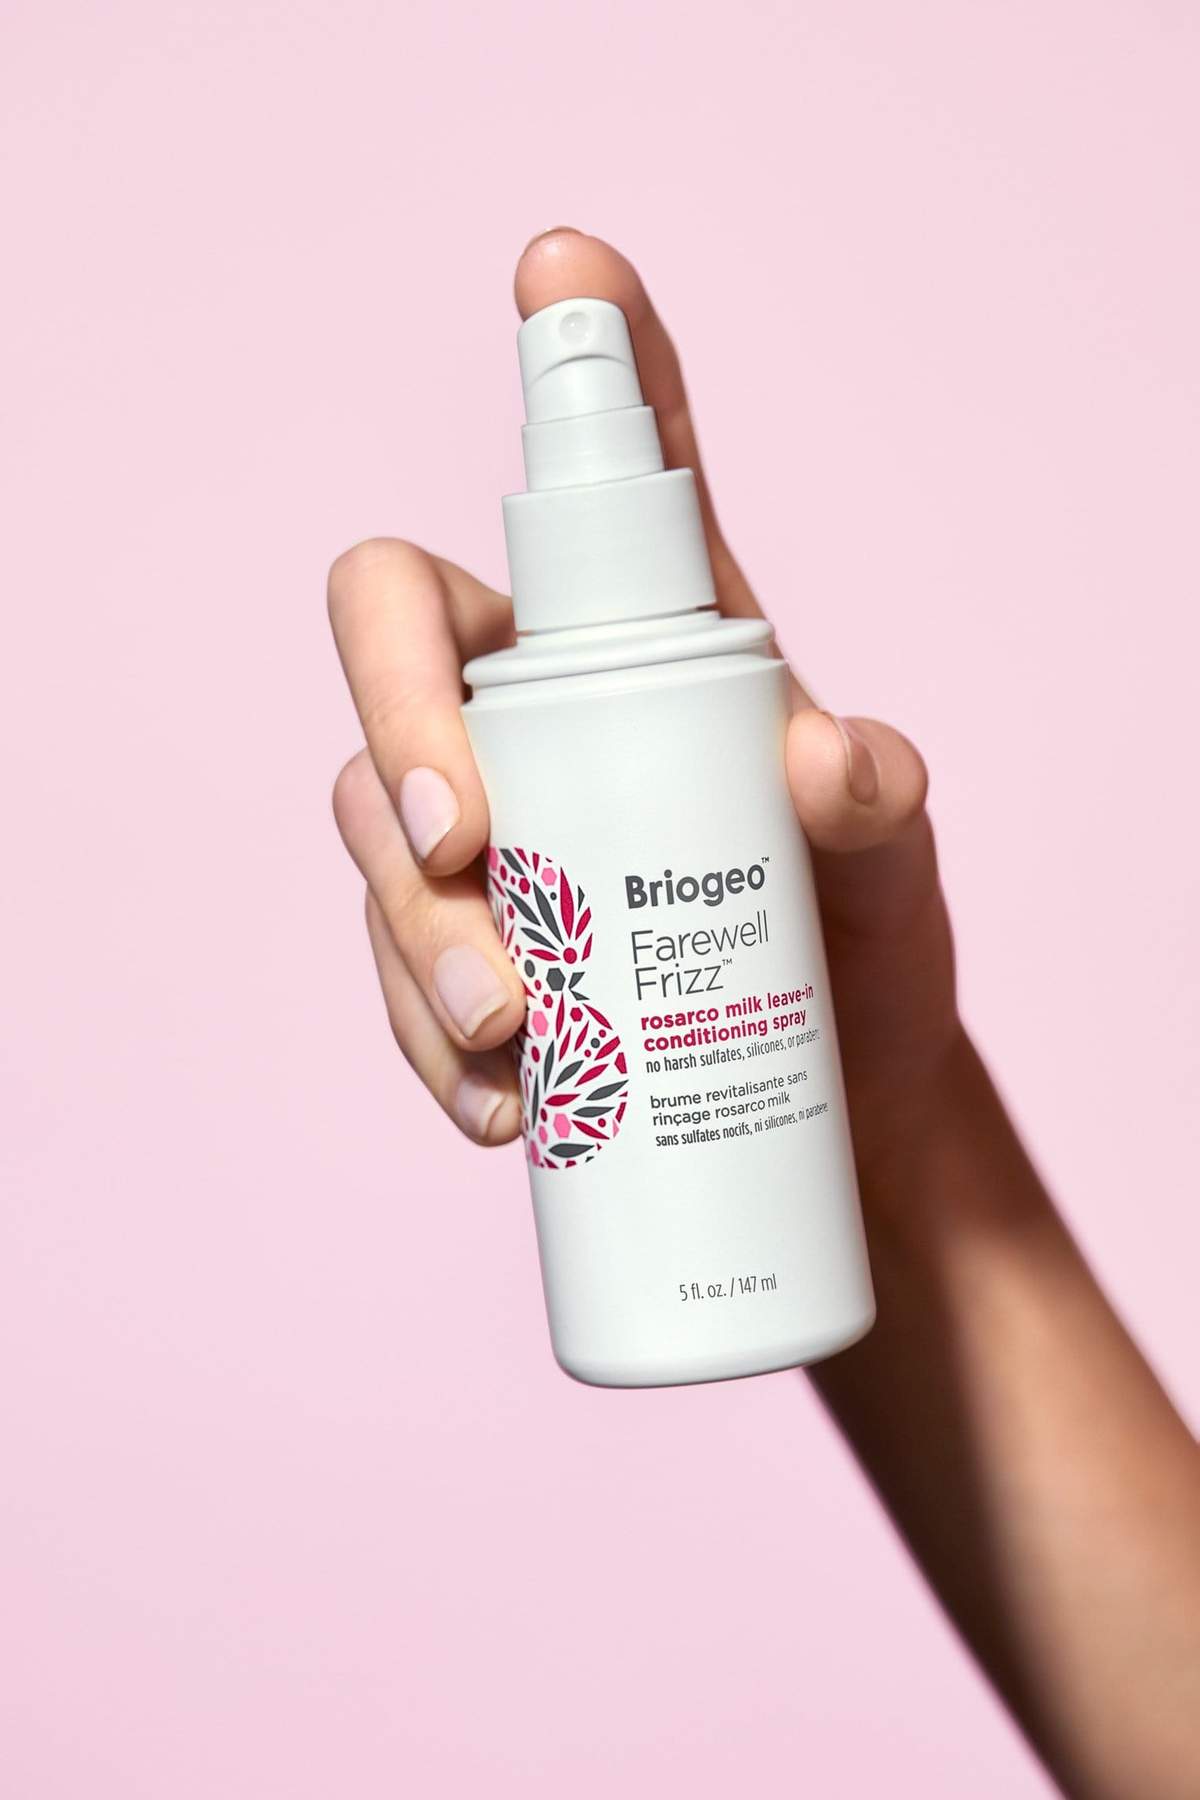 Briogeo™
Farewell
Frizz™
rosarco milk leave-in
conditioning spray
no harsh sulfates, silicones, or parabens
brume revitalisante sans
rinçage rosarco milk
sans sulfates nocifs, ni silicones, ni parabènes
5 fl. oz. / 147 ml